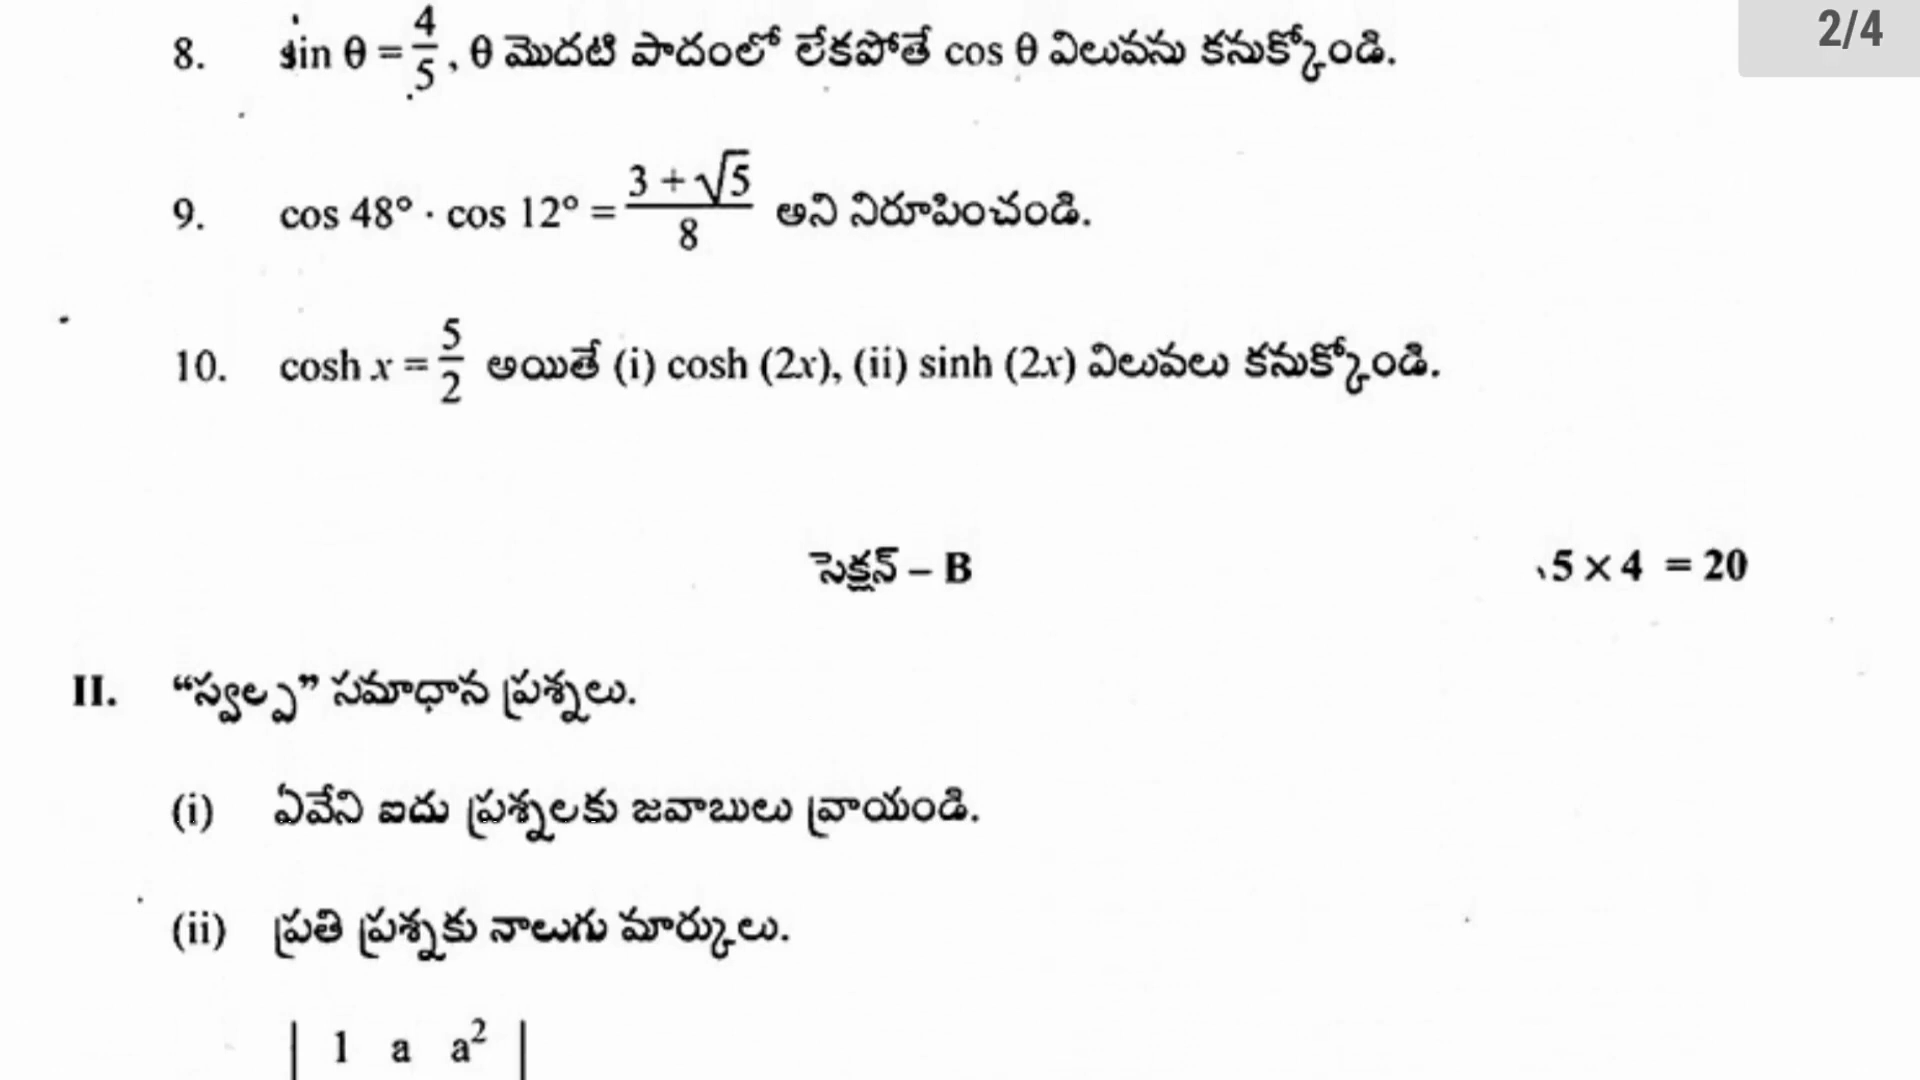 2/4
8. sin θ = 4/5, θ మొదటి పాదంలో లేకపోతే cos θ విలువను కనుక్కోండి.
9. cos 48° · cos 12° = (3 + √5)/8 అని నిరూపించండి.
10. cosh x = 5/2 అయితే (i) cosh (2x), (ii) sinh (2x) విలువలు కనుక్కోండి.
సెక్షన్ – B 5 × 4 = 20
II. “స్వల్ప” సమాధాన ప్రశ్నలు.
(i) ఏవేని ఐదు ప్రశ్నలకు జవాబులు వ్రాయండి.
(ii) ప్రతి ప్రశ్నకు నాలుగు మార్కులు.
| 1 a a² |